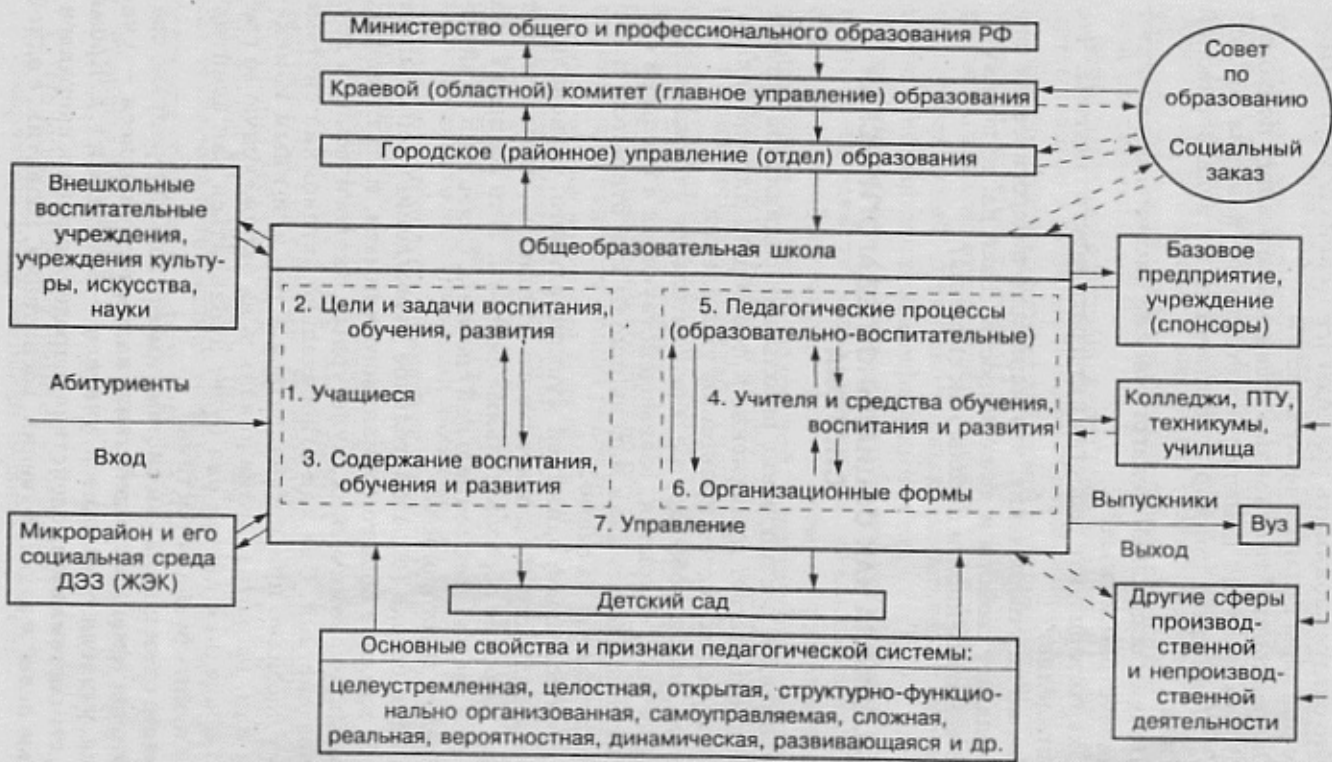 Министерство общего и профессионального образования РФ
Краевой (областной) комитет (главное управление) образования
Городское (районное) управление (отдел) образования
Совет
по
образованию
Социальный
заказ
Внешкольные
воспитательные
учреждения,
учреждения культу-
ры, искусства,
науки
Общеобразовательная школа
Базовое
предприятие,
учреждение
(спонсоры)
2. Цели и задачи воспитания,
обучения, развития
5. Педагогические процессы
(образовательно-воспитательные)
Абитуриенты
Вход
1. Учащиеся
4. Учителя и средства обучения,
воспитания и развития
Колледжи, ПТУ,
техникумы,
училища
3. Содержание воспитания,
обучения и развития
6. Организационные формы
7. Управление
Выпускники
Выход
Вуз
Микрорайон и его
социальная среда
ДЭЗ (ЖЭК)
Детский сад
Другие сферы
производ-
ственной
и непроизвод-
ственной
деятельности
Основные свойства и признаки педагогической системы:
целеустремленная, целостная, открытая, структурно-функцио-
нально организованная, самоуправляемая, сложная,
реальная, вероятностная, динамическая, развивающаяся и др.